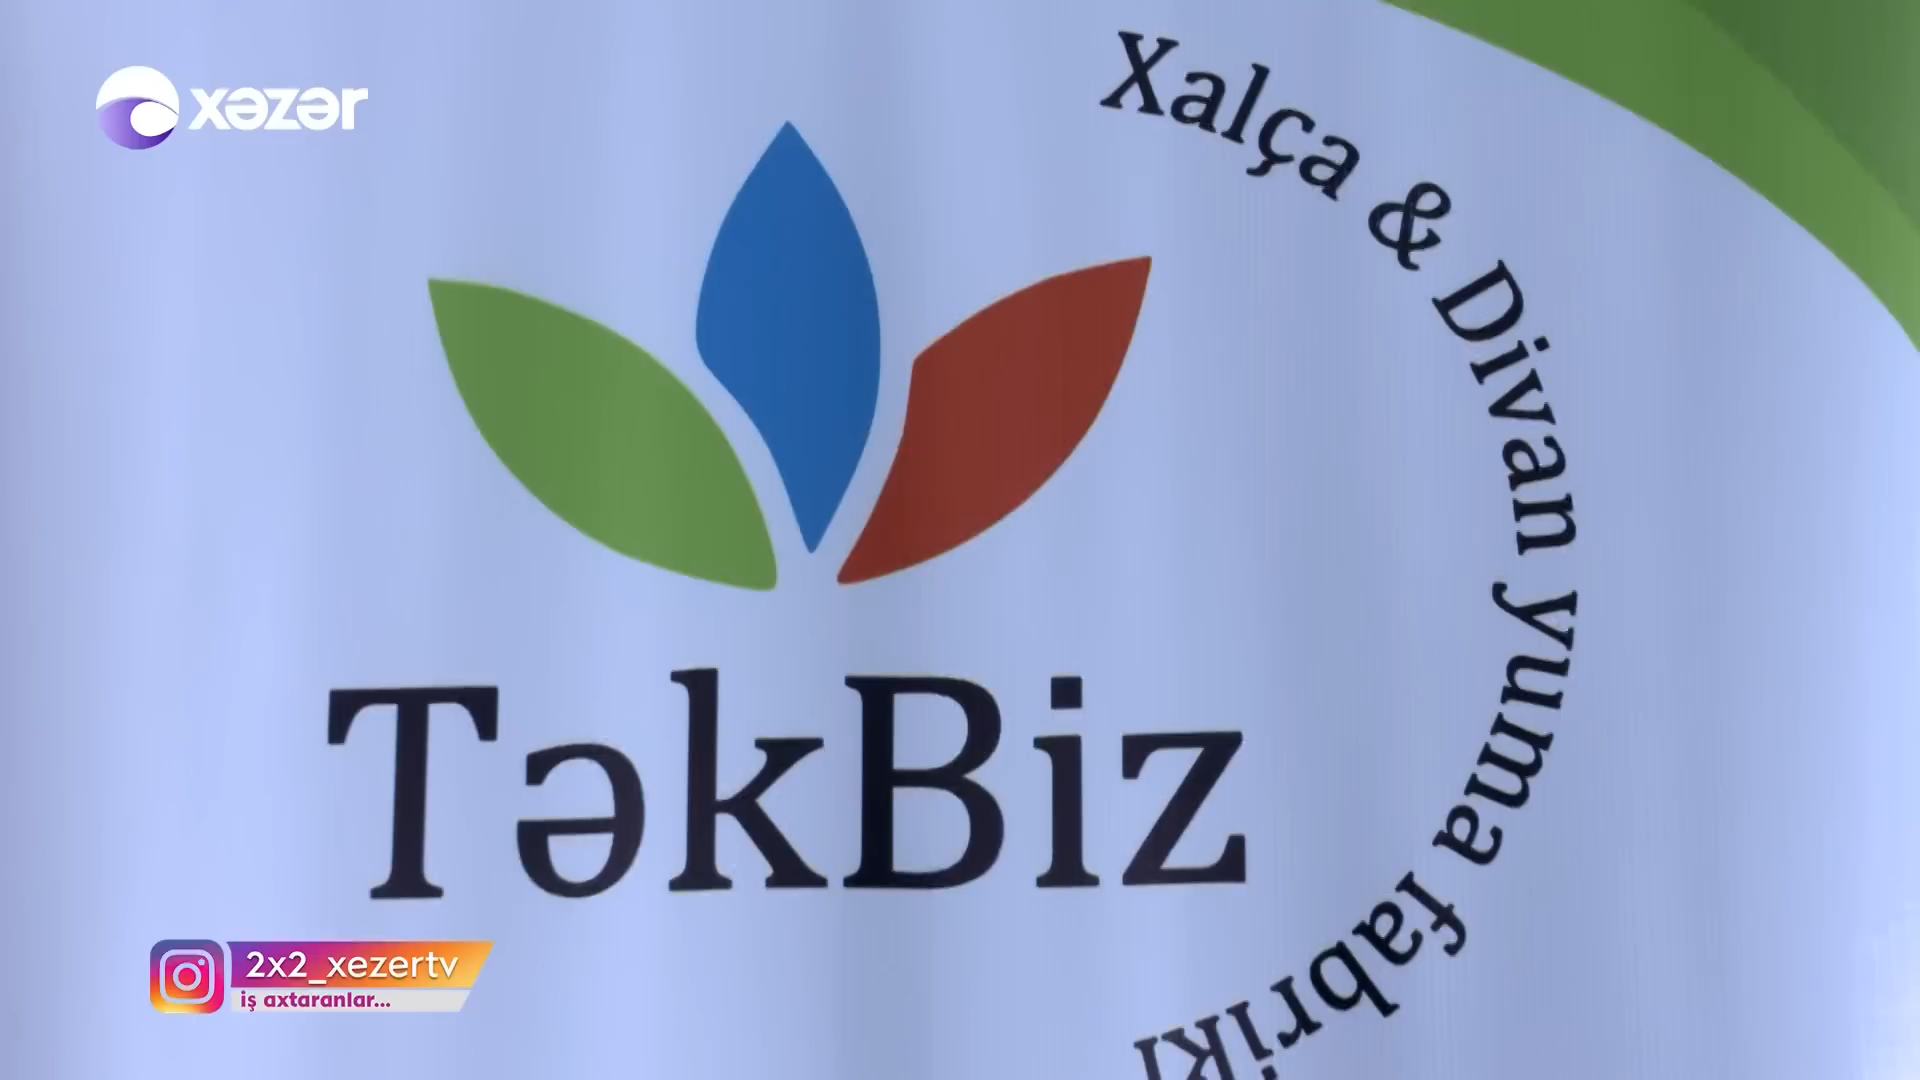 xəzər
Xalça & Divan yuma fabriki
TəkBiz
2x2_xezertv
iş axtaranlar...